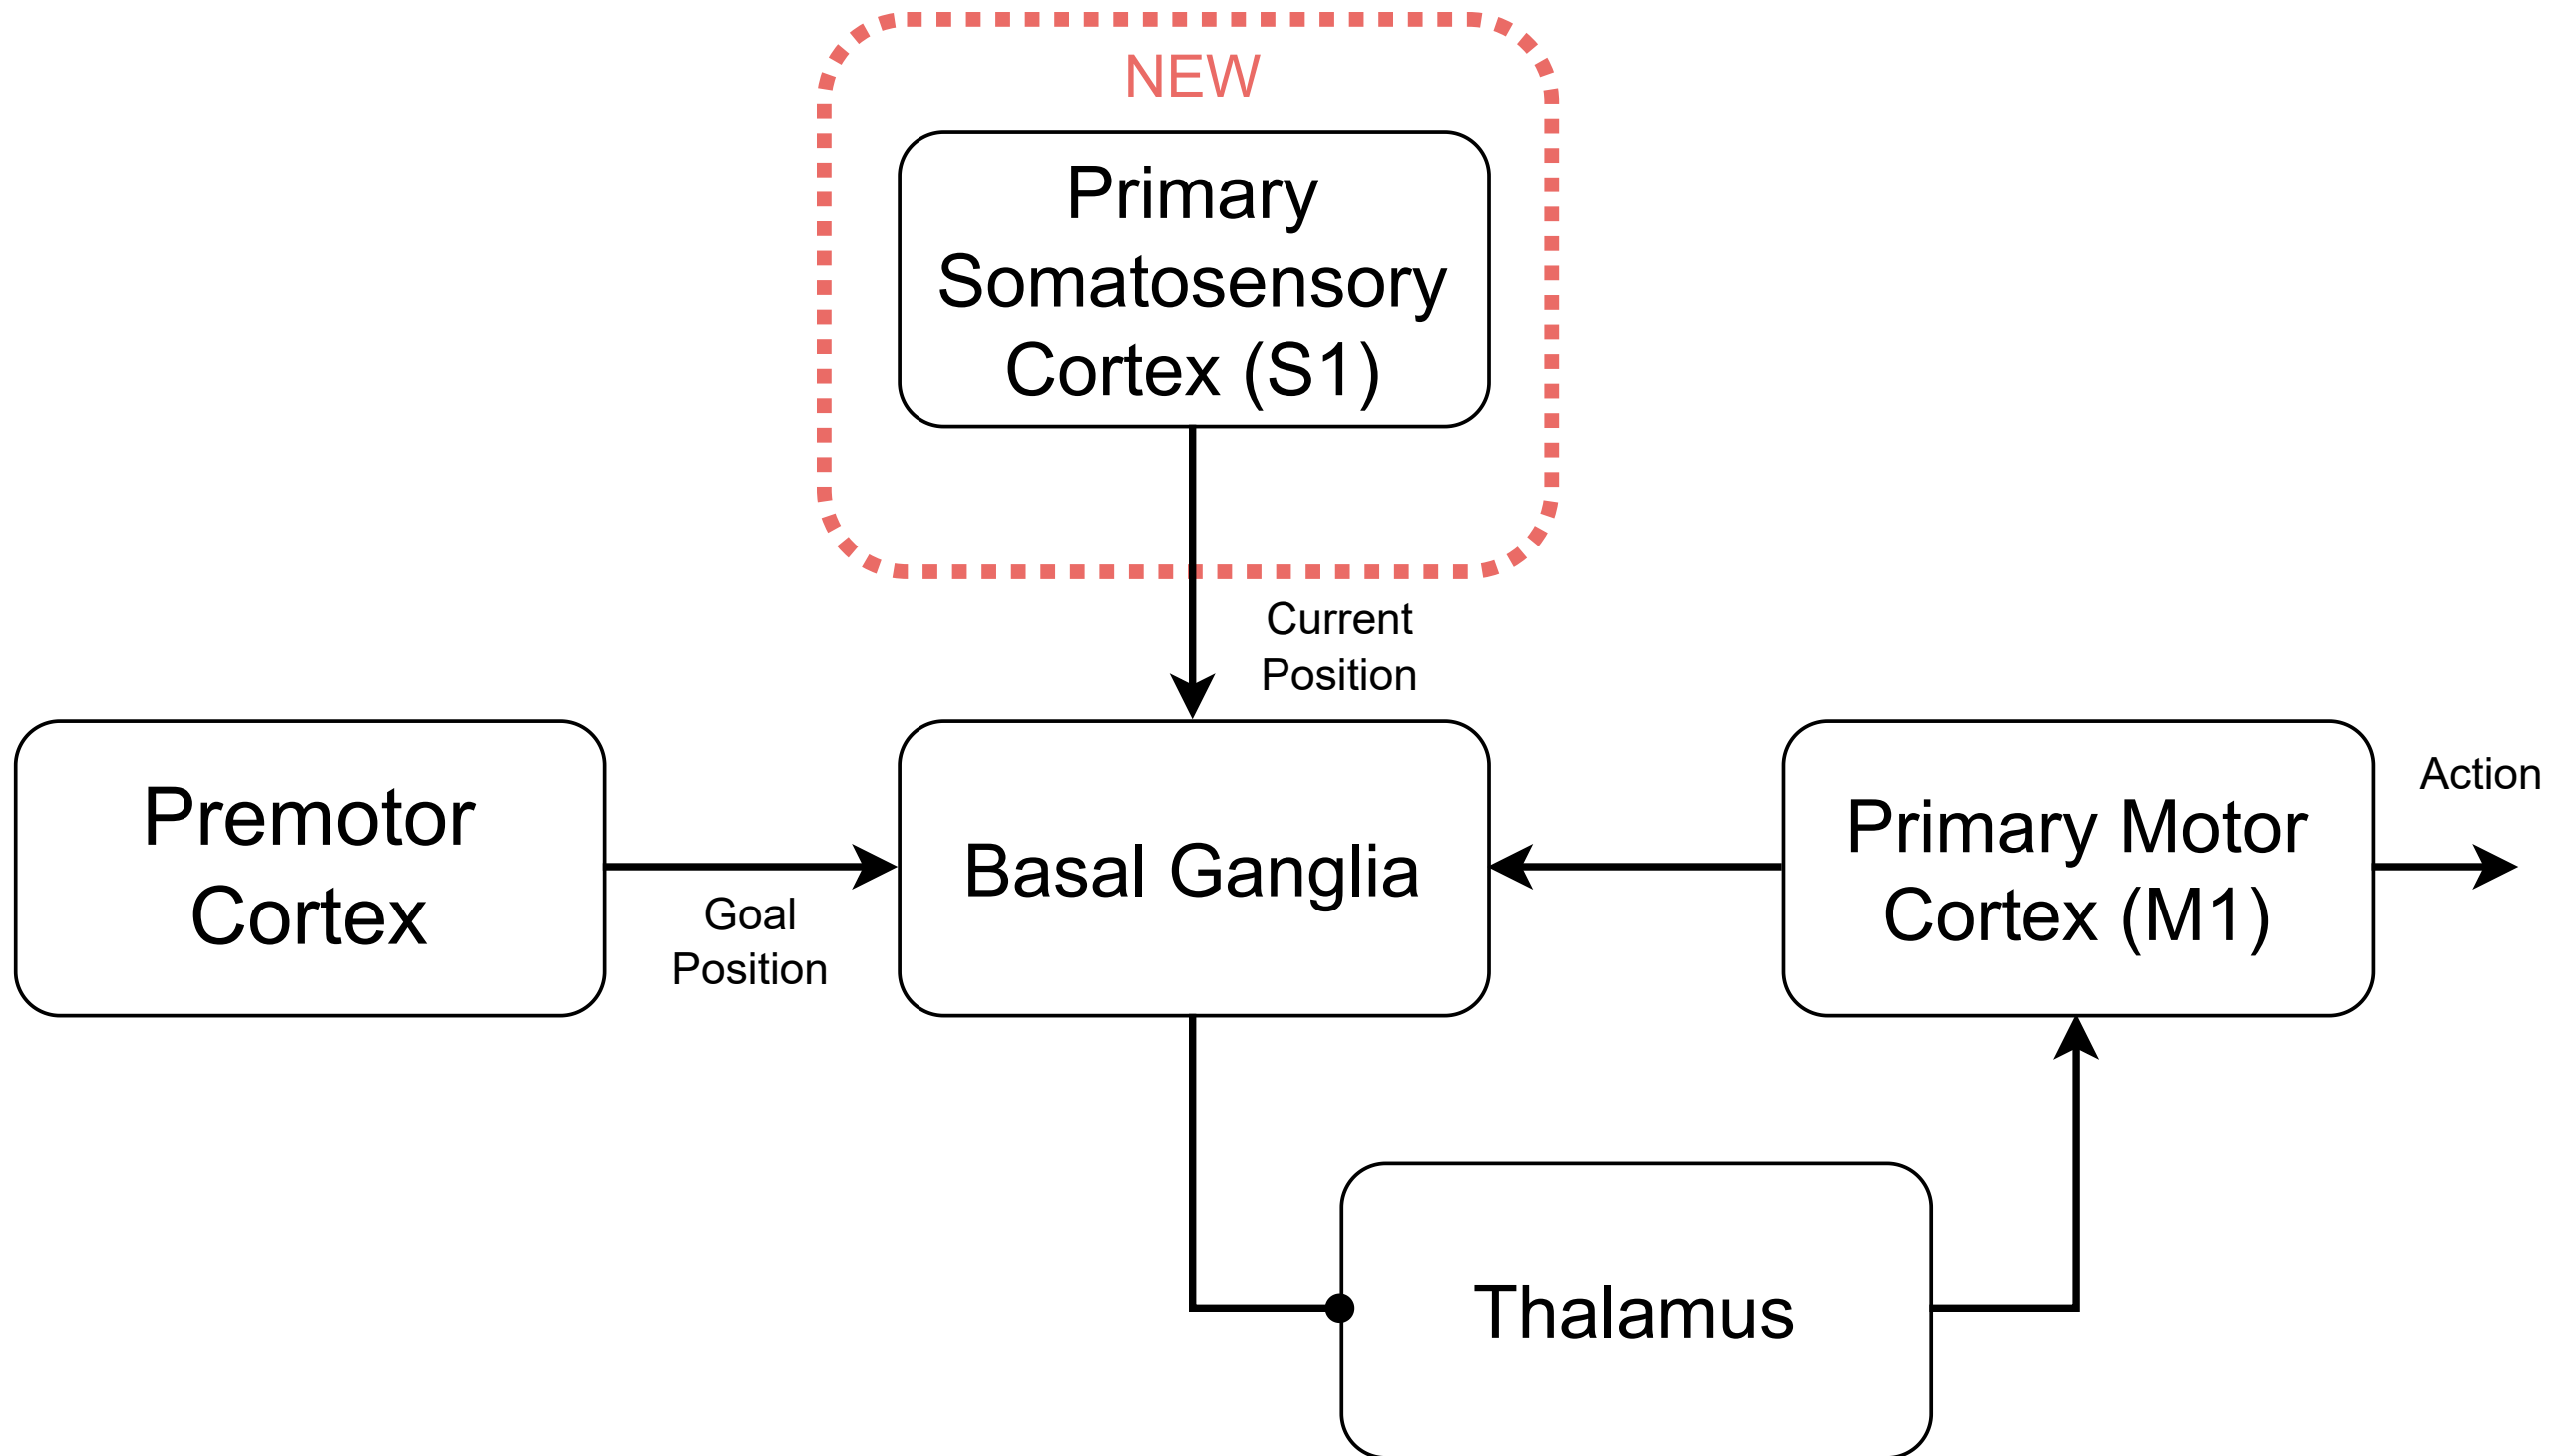 NEW
Primary
Somatosensory
Cortex (S1)
Current
Position
Premotor
Cortex
Goal
Position
Basal Ganglia
Primary Motor
Cortex (M1)
Action
Thalamus